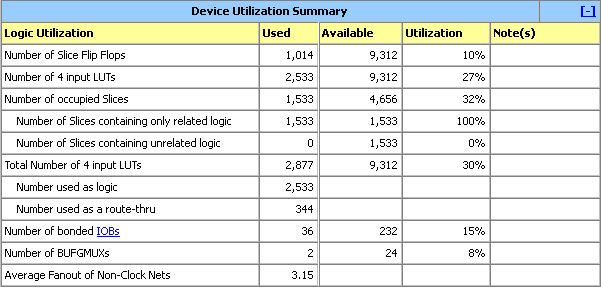 Device Utilization Summary [-]
Logic Utilization Used Available Utilization Note(s)
Number of Slice Flip Flops 1,014 9,312 10%
Number of 4 input LUTs 2,533 9,312 27%
Number of occupied Slices 1,533 4,656 32%
Number of Slices containing only related logic 1,533 1,533 100%
Number of Slices containing unrelated logic 0 1,533 0%
Total Number of 4 input LUTs 2,877 9,312 30%
Number used as logic 2,533
Number used as a route-thru 344
Number of bonded IOBs 36 232 15%
Number of BUFGMUXs 2 24 8%
Average Fanout of Non-Clock Nets 3.15